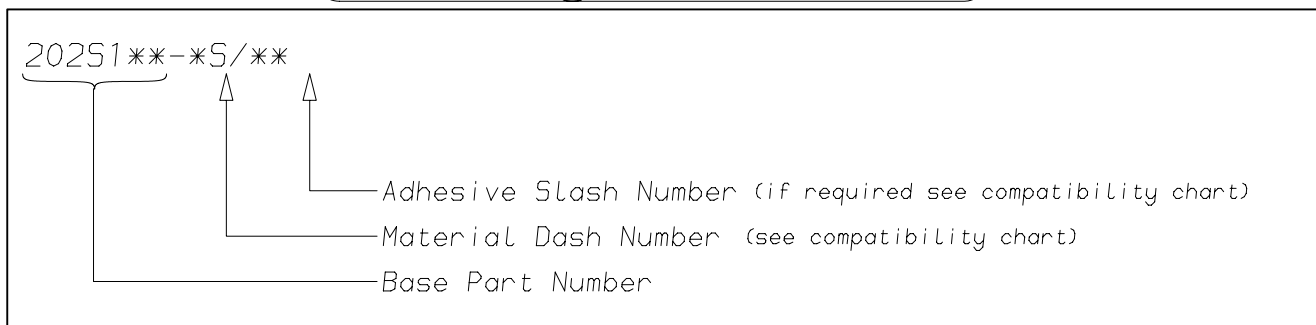 202S1**-*S/**
Adhesive Slash Number (if required see compatibility chart)
Material Dash Number (see compatibility chart)
Base Part Number